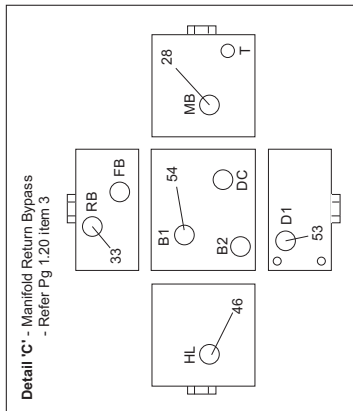 Detail 'C' - Manifold Return Bypass
- Refer Pg 1.20 item 3
RB
FB
33
HL
46
B1
54
B2
DC
MB
28
T
D1
53